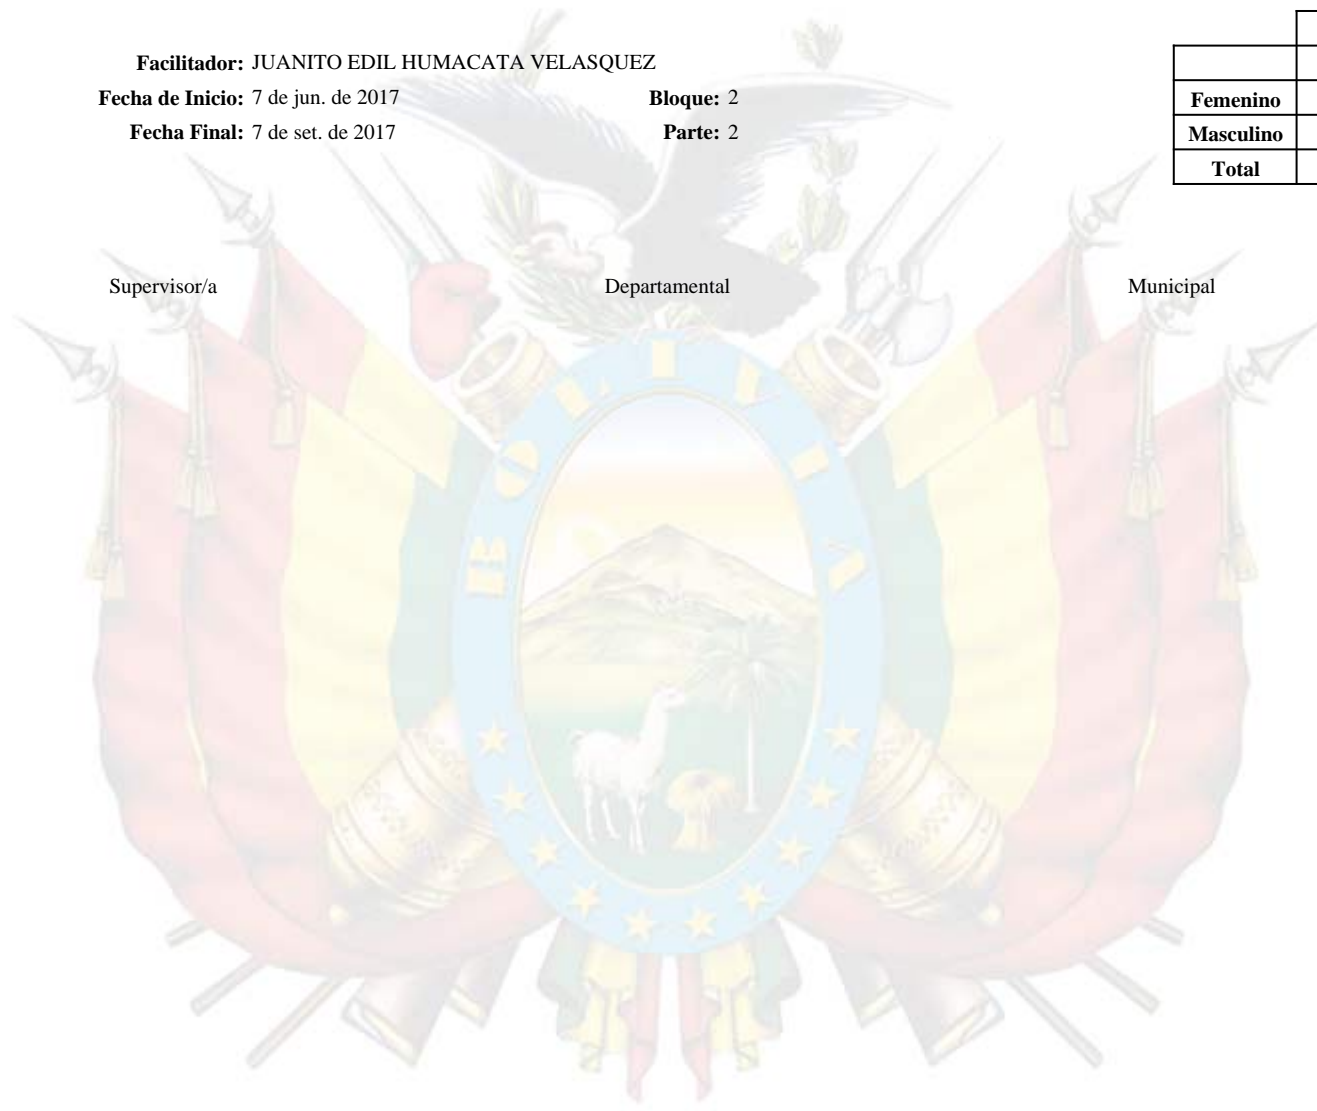 Facilitador: JUANITO EDIL HUMACATA VELASQUEZ
Fecha de Inicio: 7 de jun. de 2017 Bloque: 2
Fecha Final: 7 de set. de 2017 Parte: 2
Femenino
Masculino
Total
Supervisor/a Departamental Municipal
BOLIVIA